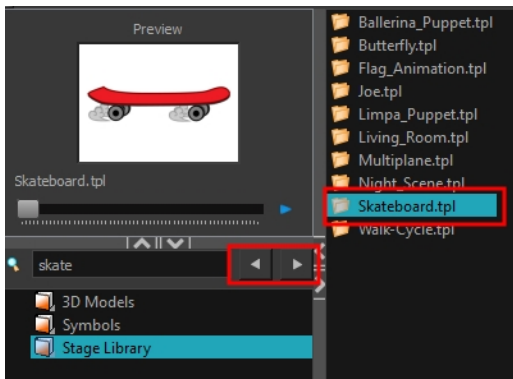 Preview
Skateboard.tpl
skate
3D Models
Symbols
Stage Library
Ballerina_Puppet.tpl
Butterfly.tpl
Flag_Animation.tpl
Joe.tpl
Limpa_Puppet.tpl
Living_Room.tpl
Multiplane.tpl
Night_Scene.tpl
Skateboard.tpl
Walk-Cycle.tpl